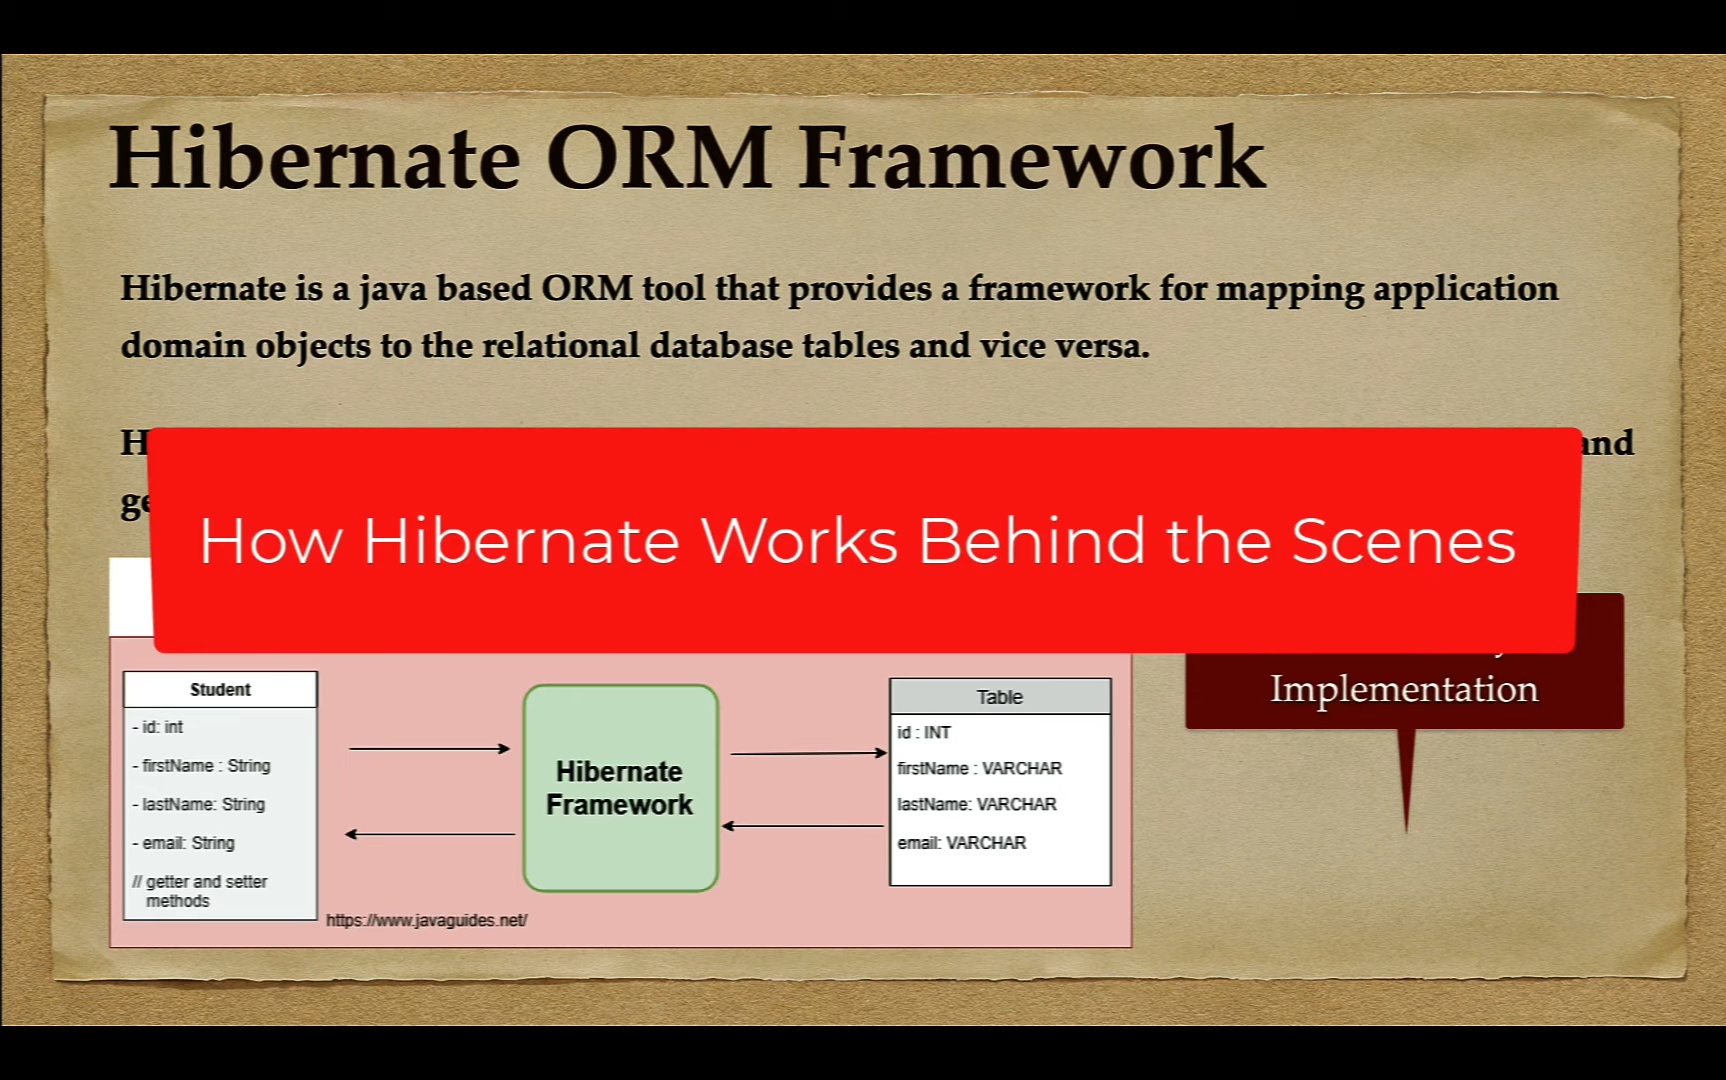 Hibernate ORM Framework
Hibernate is a java based ORM tool that provides a framework for mapping application
domain objects to the relational database tables and vice versa.
and
How Hibernate Works Behind the Scenes
Implementation
Student
- id: int
- firstName : String
- lastName: String
- email: String
// getter and setter
methods
https://www.javaguides.net/
Hibernate
Framework
Table
id : INT
firstName : VARCHAR
lastName: VARCHAR
email: VARCHAR